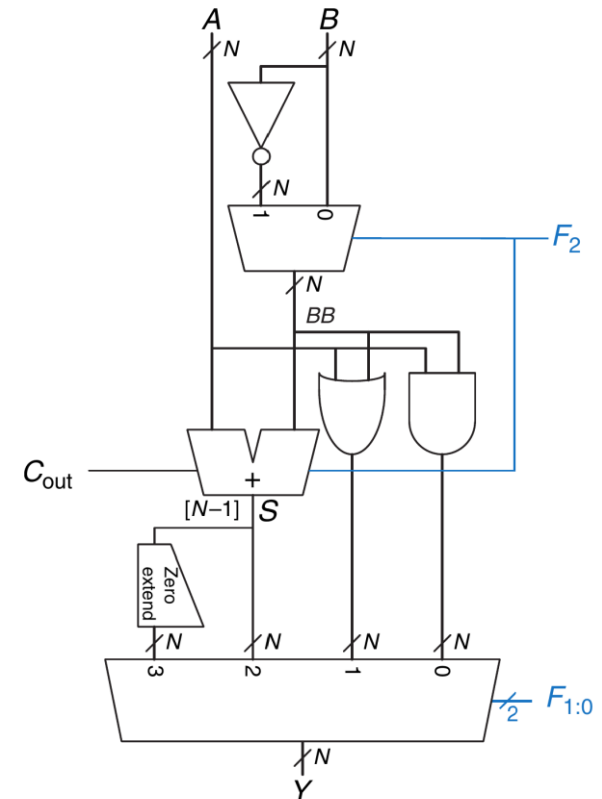 A B
N N
N
1 0
F2
N
BB
Cout
+
[N–1] S
Zero
extend
N N N N
3 2 1 0
2 F1:0
N
Y